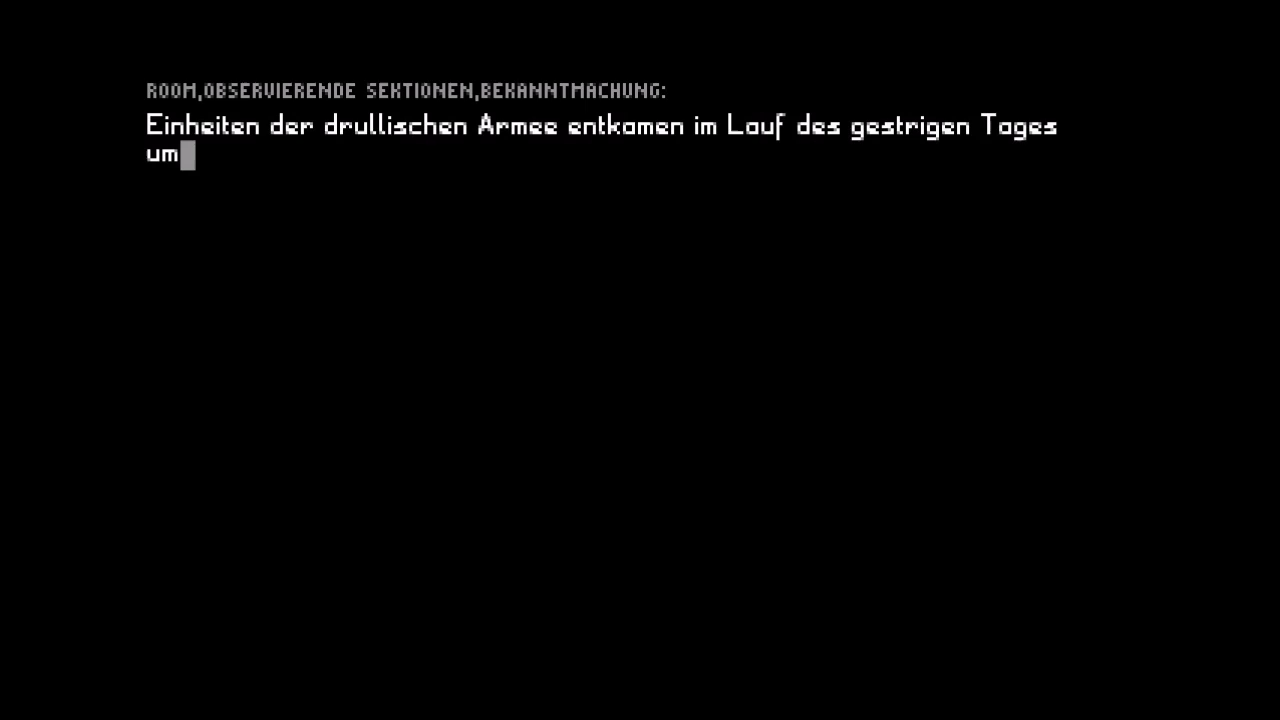 ROOM,OBSERVIERENDE SEKTIONEN,BEKANNTMACHUNG:
Einheiten der drullischen Armee entkamen im Lauf des gestrigen Tages
um